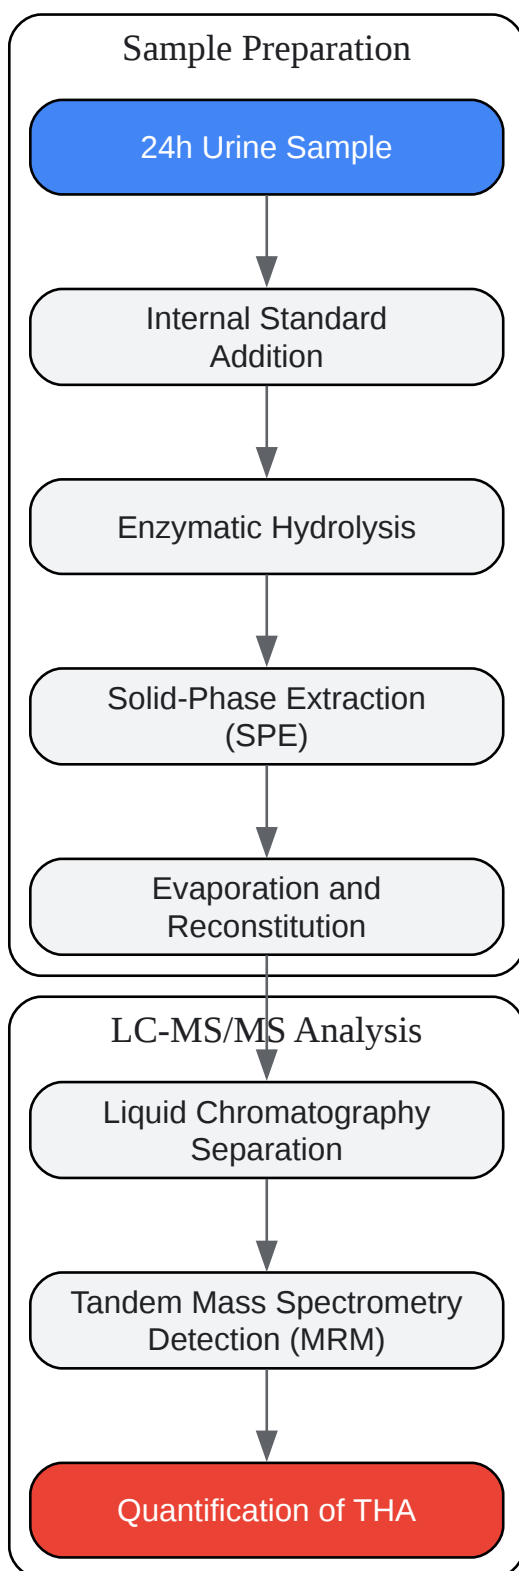 Sample Preparation
24h Urine Sample
Internal Standard
Addition
Enzymatic Hydrolysis
Solid-Phase Extraction
(SPE)
Evaporation and
Reconstitution
LC-MS/MS Analysis
Liquid Chromatography
Separation
Tandem Mass Spectrometry
Detection (MRM)
Quantification of THA